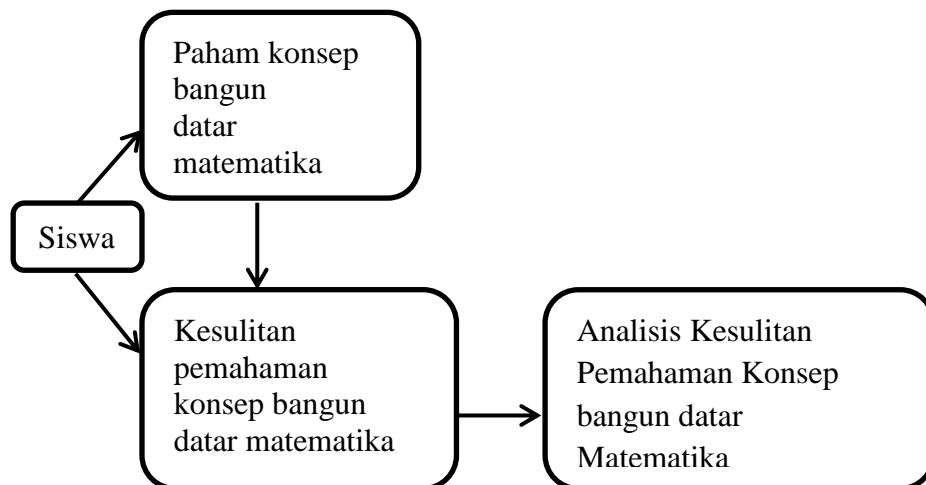 Paham konsep
bangun
datar
matematika
Siswa
Kesulitan
pemahaman
konsep bangun
datar matematika
Analisis Kesulitan
Pemahaman Konsep
bangun datar
Matematika